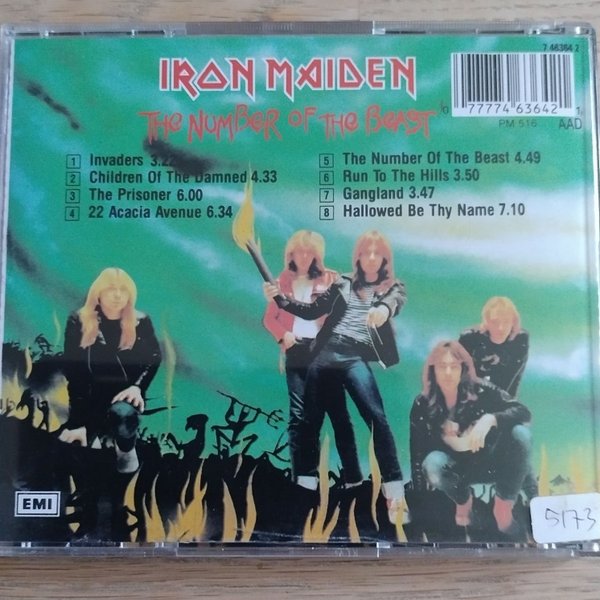 7 46364 2
IRON MAIDEN
THE NUMBER OF THE BEAST
0 77774 63642 1
PM 516 AAD
1 Invaders 3.22
2 Children Of The Damned 4.33
3 The Prisoner 6.00
4 22 Acacia Avenue 6.34
5 The Number Of The Beast 4.49
6 Run To The Hills 3.50
7 Gangland 3.47
8 Hallowed Be Thy Name 7.10
EMI
5173